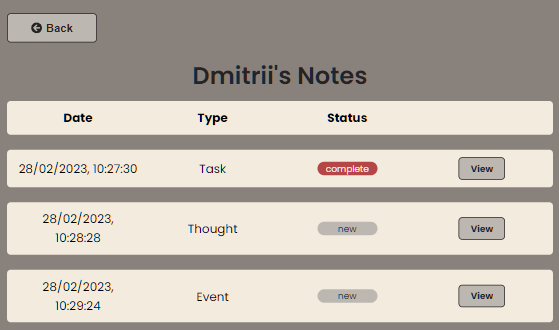 Back
Dmitrii's Notes
Date Type Status
28/02/2023, 10:27:30 Task complete View
28/02/2023,
10:28:28 Thought new View
28/02/2023,
10:29:24 Event new View